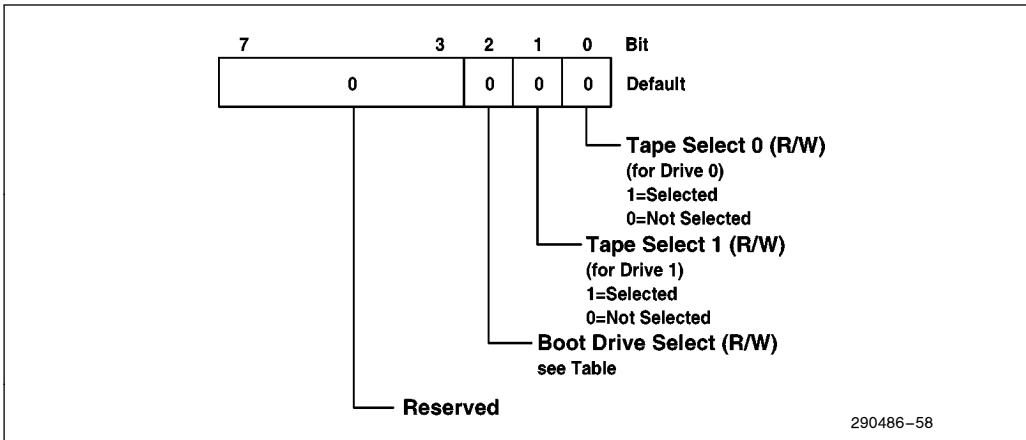 7 3 2 1 0 Bit
0 0 0 0 Default
Tape Select 0 (R/W)
(for Drive 0)
1=Selected
0=Not Selected
Tape Select 1 (R/W)
(for Drive 1)
1=Selected
0=Not Selected
Boot Drive Select (R/W)
see Table
Reserved
290486–58